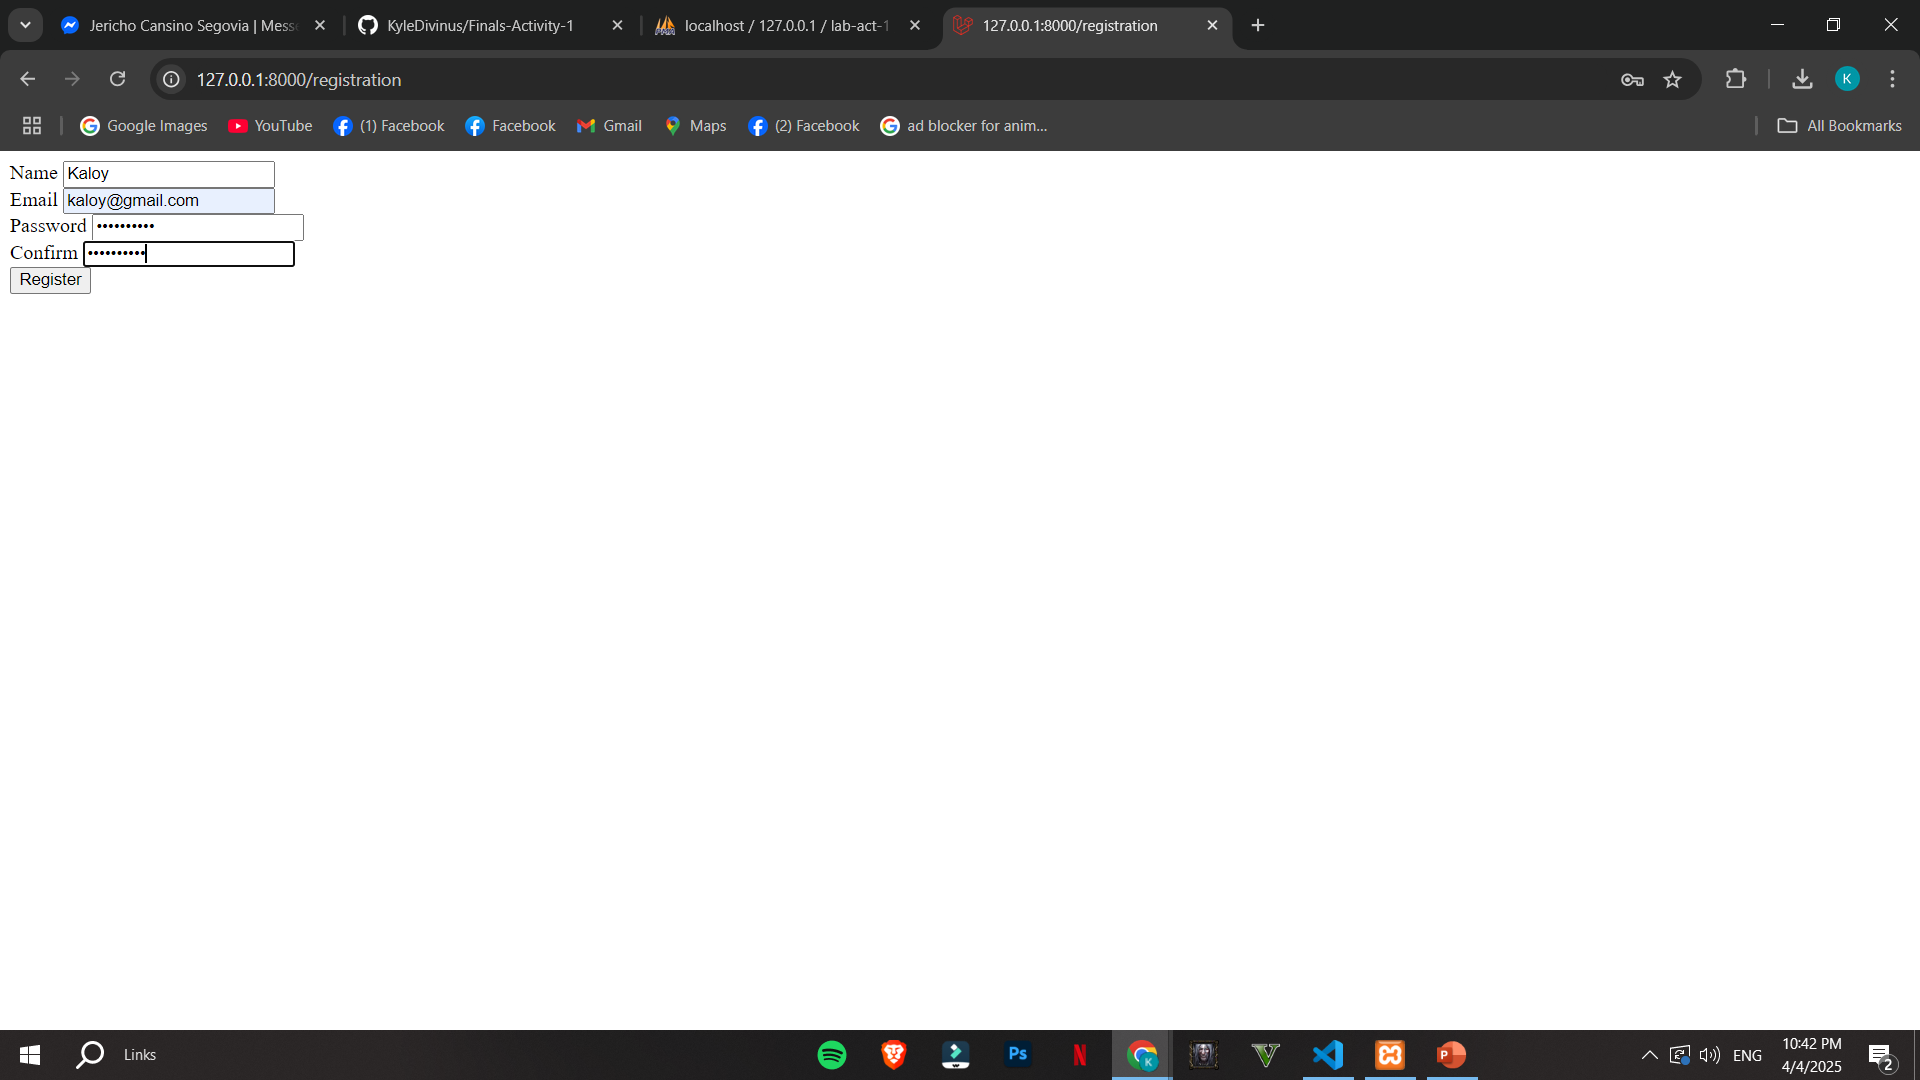 Jericho Cansino Segovia | Mess
KyleDivinus/Finals-Activity-1
localhost / 127.0.0.1 / lab-act-1
127.0.0.1:8000/registration
127.0.0.1:8000/registration
K
Google Images
YouTube
(1) Facebook
Facebook
Gmail
Maps
(2) Facebook
ad blocker for anim...
All Bookmarks
Name Kaloy
Email kaloy@gmail.com
Password ••••••••••
Confirm ••••••••••
Register
Links
Ps
N
K
V
P
ENG
10:42 PM
4/4/2025
2